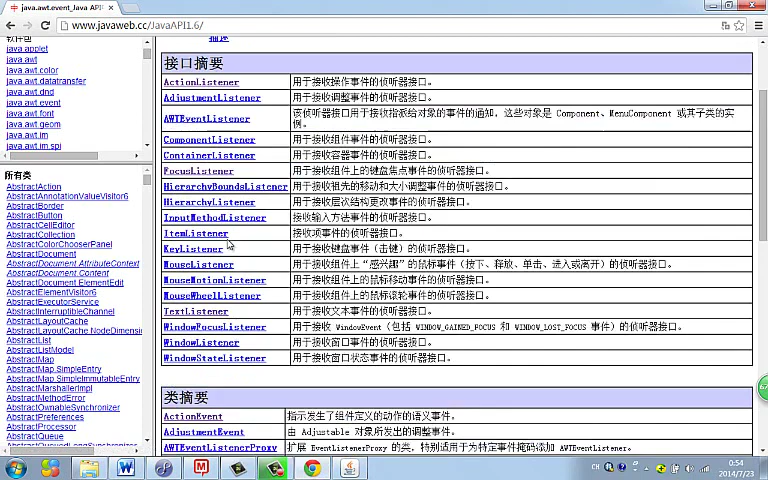 java.awt.event_Java API
www.javaweb.cc/JavaAPI1.6/
软件包
java.applet
java.awt
java.awt.color
java.awt.datatransfer
java.awt.dnd
java.awt.event
java.awt.font
java.awt.geom
java.awt.im
java.awt.im.spi
所有类
AbstractAction
AbstractAnnotationValueVisitor6
AbstractBorder
AbstractButton
AbstractCellEditor
AbstractCollection
AbstractColorChooserPanel
AbstractDocument
AbstractDocument.AttributeContext
AbstractDocument.Content
AbstractDocument.ElementEdit
AbstractElementVisitor6
AbstractExecutorService
AbstractInterruptibleChannel
AbstractLayoutCache
AbstractLayoutCache.NodeDimension
AbstractList
AbstractListModel
AbstractMap
AbstractMap.SimpleEntry
AbstractMap.SimpleImmutableEntry
AbstractMarshallerImpl
AbstractMethodError
AbstractOwnableSynchronizer
AbstractPreferences
AbstractProcessor
AbstractQueue
AbstractQueuedLongSynchronizer
描述
接口摘要
ActionListener 用于接收操作事件的侦听器接口。
AdjustmentListener 用于接收调整事件的侦听器接口。
AWTEventListener 该侦听器接口用于接收指派给对象的事件的通知，这些对象是 Component、MenuComponent 或其子类的实
例。
ComponentListener 用于接收组件事件的侦听器接口。
ContainerListener 用于接收容器事件的侦听器接口。
FocusListener 用于接收组件上的键盘焦点事件的侦听器接口。
HierarchyBoundsListener 用于接收祖先的移动和大小调整事件的侦听器接口。
HierarchyListener 用于接收层次结构更改事件的侦听器接口。
InputMethodListener 接收输入方法事件的侦听器接口。
ItemListener 接收项事件的侦听器接口。
KeyListener 用于接收键盘事件（击键）的侦听器接口。
MouseListener 用于接收组件上“感兴趣”的鼠标事件（按下、释放、单击、进入或离开）的侦听器接口。
MouseMotionListener 用于接收组件上的鼠标移动事件的侦听器接口。
MouseWheelListener 用于接收组件上的鼠标滚轮事件的侦听器接口。
TextListener 用于接收文本事件的侦听器接口。
WindowFocusListener 用于接收 WindowEvent（包括 WINDOW_GAINED_FOCUS 和 WINDOW_LOST_FOCUS 事件）的侦听器接口。
WindowListener 用于接收窗口事件的侦听器接口。
WindowStateListener 用于接收窗口状态事件的侦听器接口。
类摘要
ActionEvent 指示发生了组件定义的动作的语义事件。
AdjustmentEvent 由 Adjustable 对象所发出的调整事件。
AWTEventListenerProxy 扩展 EventListenerProxy 的类，特别适用于为特定事件掩码添加 AWTEventListener。
CH
0:54
2014/7/23